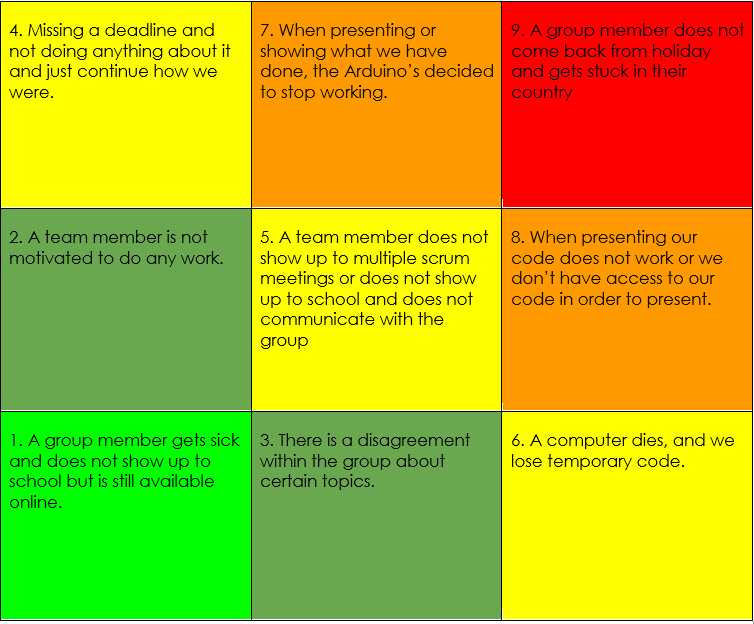 4. Missing a deadline and
not doing anything about it
and just continue how we
were.
7. When presenting or
showing what we have
done, the Arduino’s decided
to stop working.
9. A group member does not
come back from holiday
and gets stuck in their
country
2. A team member is not
motivated to do any work.
5. A team member does not
show up to multiple scrum
meetings or does not show
up to school and does not
communicate with the
group
8. When presenting our
code does not work or we
don’t have access to our
code in order to present.
1. A group member gets sick
and does not show up to
school but is still available
online.
3. There is a disagreement
within the group about
certain topics.
6. A computer dies, and we
lose temporary code.